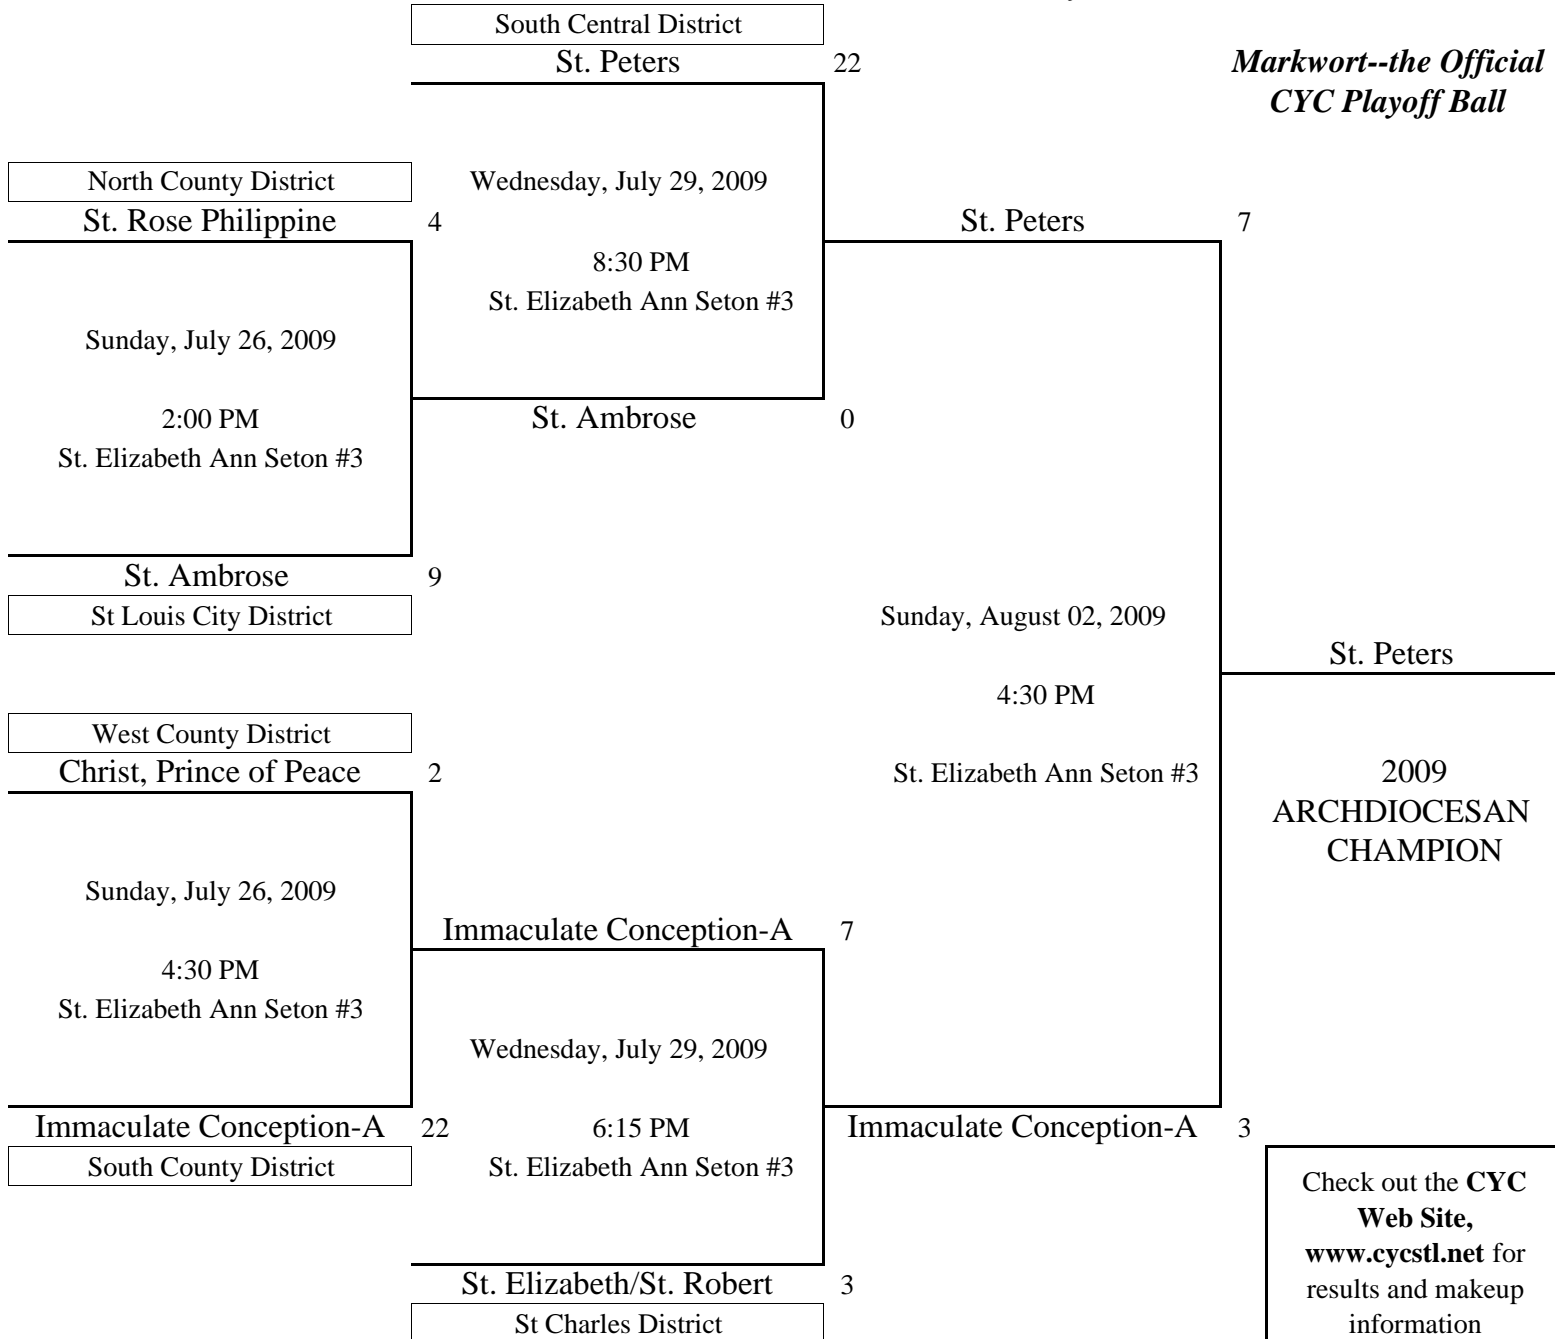 South Central District
St. Peters 22
Markwort--the Official
CYC Playoff Ball
North County District
Wednesday, July 29, 2009
St. Rose Philippine 4
St. Peters 7
8:30 PM
St. Elizabeth Ann Seton #3
Sunday, July 26, 2009
2:00 PM
St. Ambrose 0
St. Elizabeth Ann Seton #3
St. Ambrose 9
St Louis City District
Sunday, August 02, 2009
St. Peters
4:30 PM
West County District
Christ, Prince of Peace 2
St. Elizabeth Ann Seton #3
2009
ARCHDIOCESAN
CHAMPION
Sunday, July 26, 2009
Immaculate Conception-A 7
4:30 PM
St. Elizabeth Ann Seton #3
Wednesday, July 29, 2009
Immaculate Conception-A 22
6:15 PM
Immaculate Conception-A 3
South County District
St. Elizabeth Ann Seton #3
Check out the CYC
Web Site,
www.cycstl.net for
results and makeup
information
St. Elizabeth/St. Robert 3
St Charles District